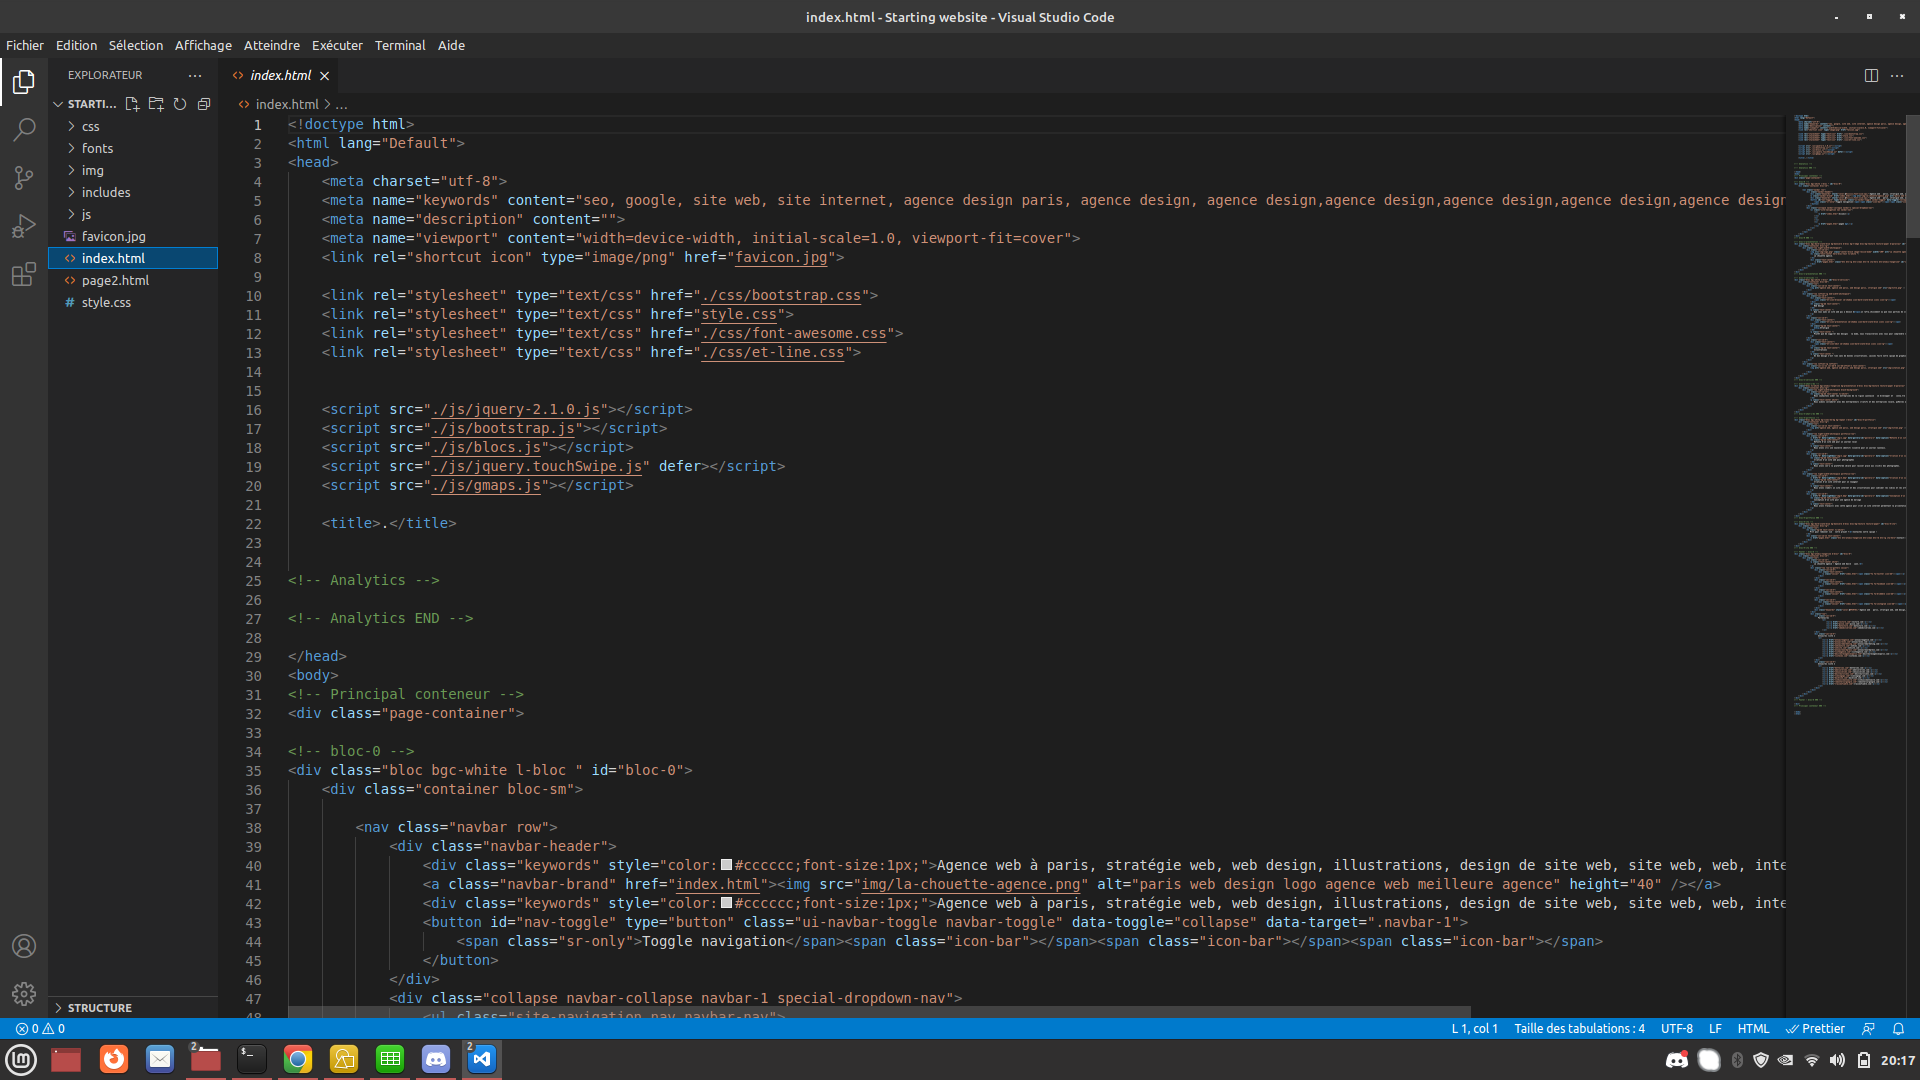 index.html - Starting website - Visual Studio Code
Fichier Edition Sélection Affichage Atteindre Exécuter Terminal Aide
EXPLORATEUR
STARTI...
css
fonts
img
includes
js
favicon.jpg
index.html
page2.html
style.css
STRUCTURE
index.html
index.html > ...
1 <!doctype html>
2 <html lang="Default">
3 <head>
4 <meta charset="utf-8">
5 <meta name="keywords" content="seo, google, site web, site internet, agence design paris, agence design, agence design,agence design,agence design,agence design,agence design
6 <meta name="description" content="">
7 <meta name="viewport" content="width=device-width, initial-scale=1.0, viewport-fit=cover">
8 <link rel="shortcut icon" type="image/png" href="favicon.jpg">
9
10 <link rel="stylesheet" type="text/css" href="./css/bootstrap.css">
11 <link rel="stylesheet" type="text/css" href="style.css">
12 <link rel="stylesheet" type="text/css" href="./css/font-awesome.css">
13 <link rel="stylesheet" type="text/css" href="./css/et-line.css">
14
15
16 <script src="./js/jquery-2.1.0.js"></script>
17 <script src="./js/bootstrap.js"></script>
18 <script src="./js/blocs.js"></script>
19 <script src="./js/jquery.touchSwipe.js" defer></script>
20 <script src="./js/gmaps.js"></script>
21
22 <title>.</title>
23
24
25 <!-- Analytics -->
26
27 <!-- Analytics END -->
28
29 </head>
30 <body>
31 <!-- Principal conteneur -->
32 <div class="page-container">
33
34 <!-- bloc-0 -->
35 <div class="bloc bgc-white l-bloc " id="bloc-0">
36 <div class="container bloc-sm">
37
38 <nav class="navbar row">
39 <div class="navbar-header">
40 <div class="keywords" style="color:#cccccc;font-size:1px;">Agence web à paris, stratégie web, web design, illustrations, design de site web, site web, web, inte
41 <a class="navbar-brand" href="index.html"><img src="img/la-chouette-agence.png" alt="paris web design logo agence web meilleure agence" height="40" /></a>
42 <div class="keywords" style="color:#cccccc;font-size:1px;">Agence web à paris, stratégie web, web design, illustrations, design de site web, site web, web, inte
43 <button id="nav-toggle" type="button" class="ui-navbar-toggle navbar-toggle" data-toggle="collapse" data-target=".navbar-1">
44 <span class="sr-only">Toggle navigation</span><span class="icon-bar"></span><span class="icon-bar"></span><span class="icon-bar"></span>
45 </button>
46 </div>
47 <div class="collapse navbar-collapse navbar-1 special-dropdown-nav">
48 <ul class="site-navigation nav navbar-nav">
0 0 L 1, col 1 Taille des tabulations : 4 UTF-8 LF HTML Prettier
2 2 20:17